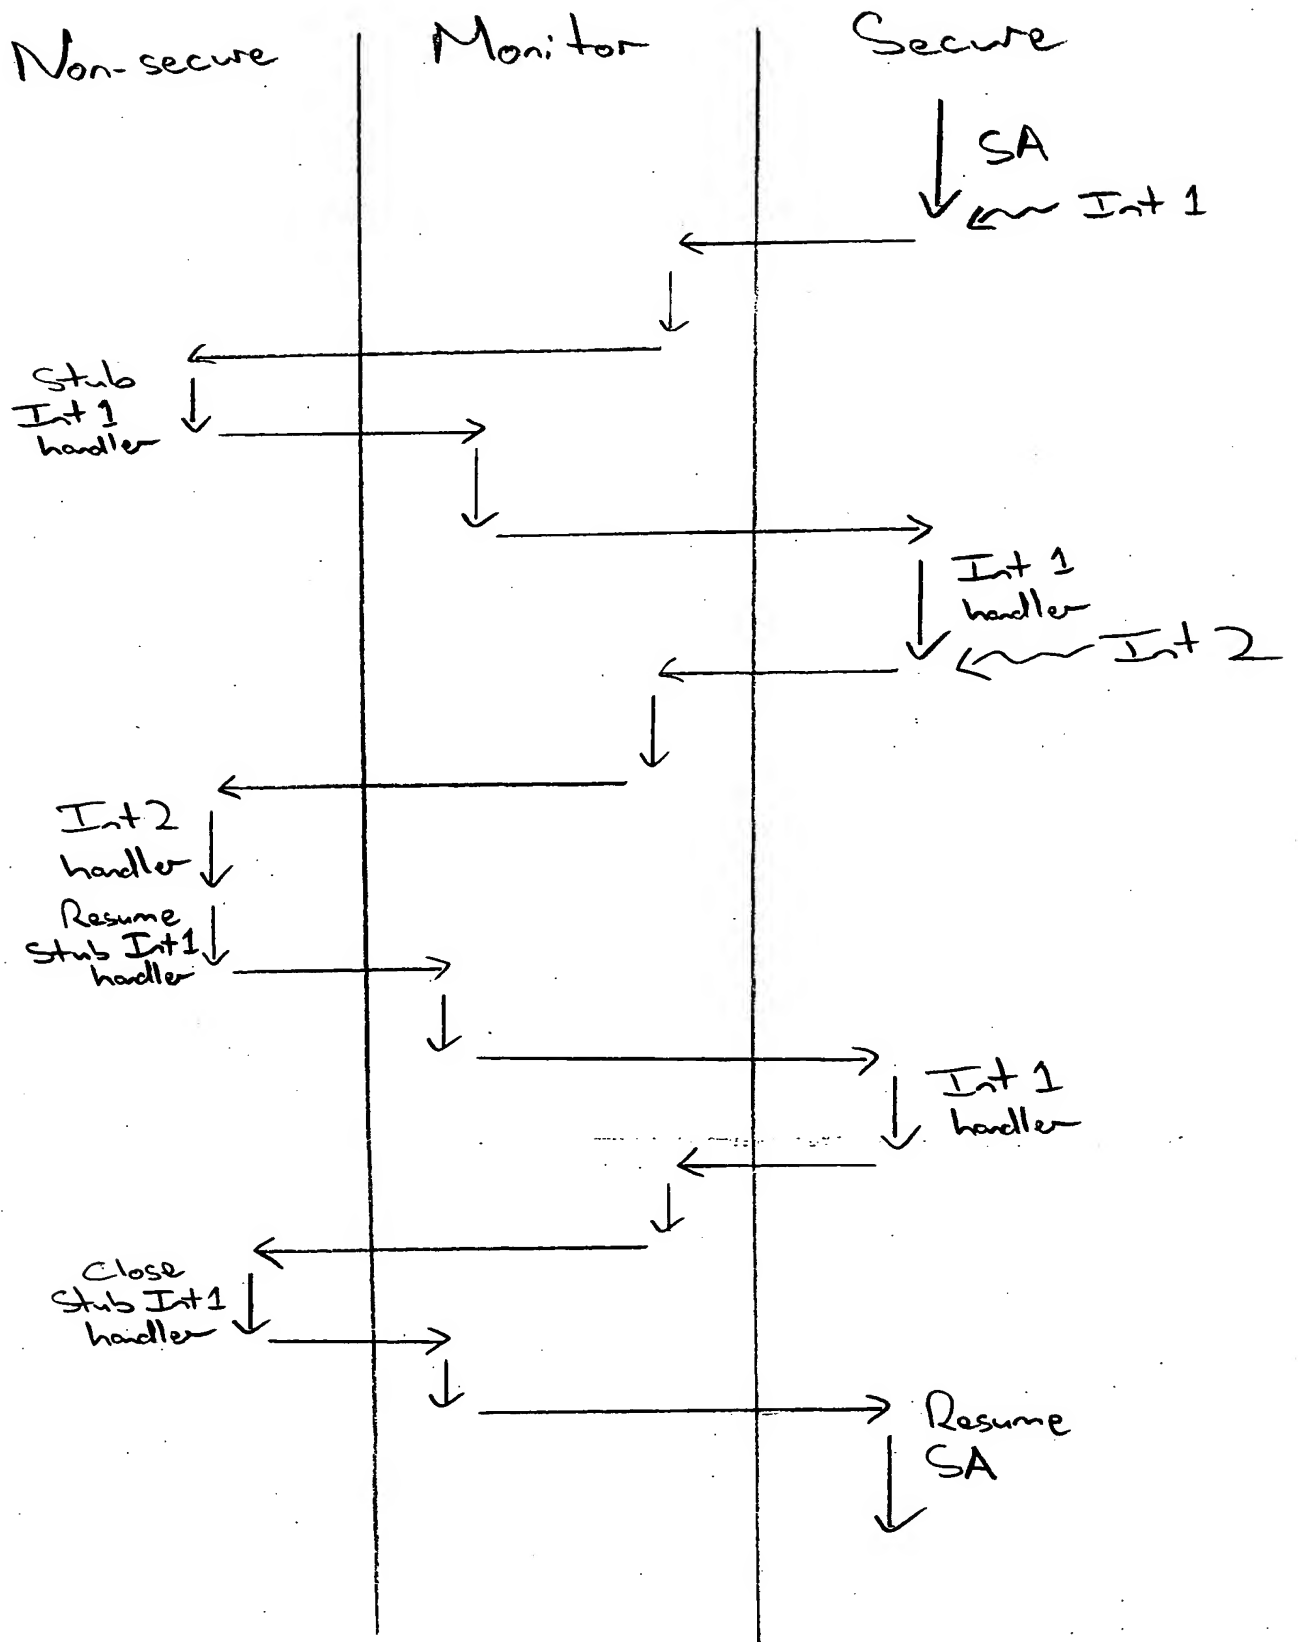 Non-secure
Monitor
Secure
SA
Int 1
Stub
Int 1
handler
Int 1
handler
Int 2
Int 2
handler
Resume
Stub Int 1
handler
Int 1
handler
Close
Stub Int 1
handler
Resume
SA